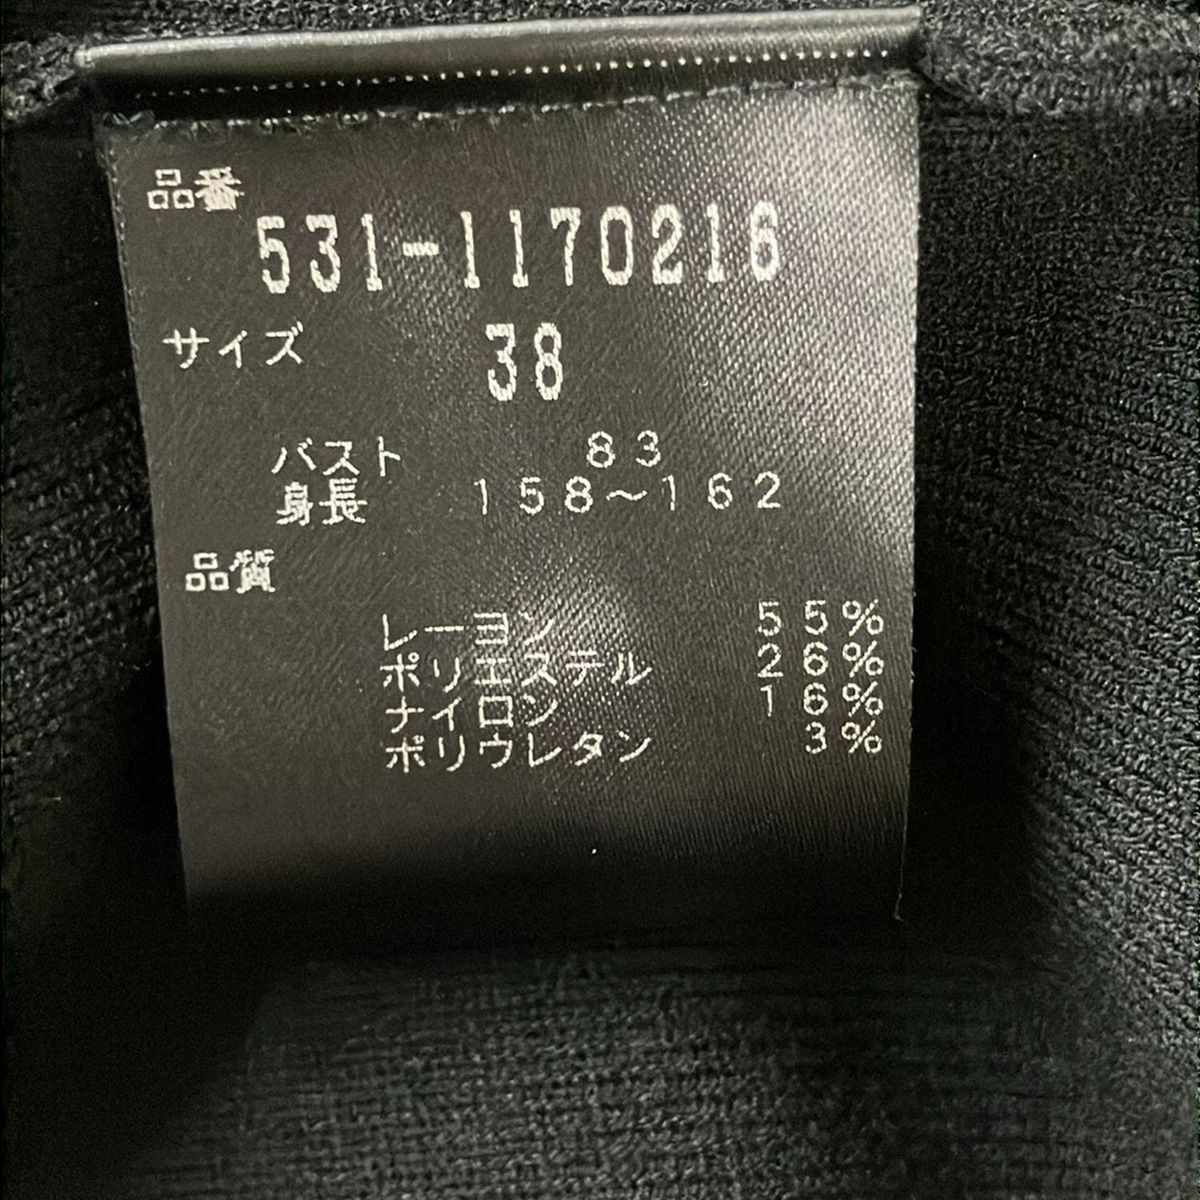 品番
531-1170216
サイズ 38
バスト 83
身長 158～162
品質
レーヨン 55%
ポリエステル 26%
ナイロン 16%
ポリウレタン 3%